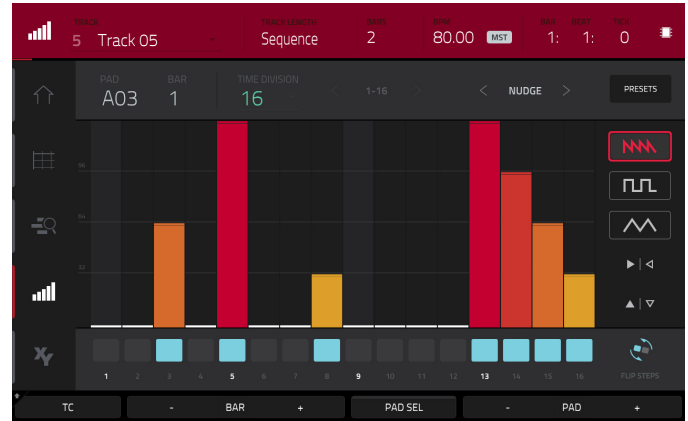 TRACK TRACK LENGTH BARS BPM BAR BEAT TICK
5 Track 05 Sequence 2 80.00 MST 1: 1: 0
PAD BAR TIME DIVISION
A03 1 16 < 1-16 > < NUDGE > PRESETS
96
64
32
1 2 3 4 5 6 7 8 9 10 11 12 13 14 15 16 FLIP STEPS
XY
TC - BAR + PAD SEL - PAD +